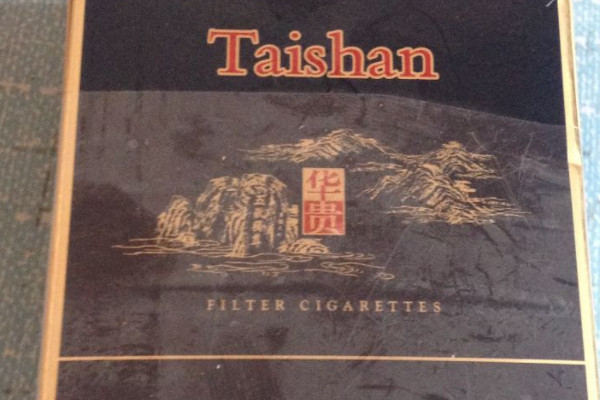 Taishan
华
贵
FILTER CIGARETTES